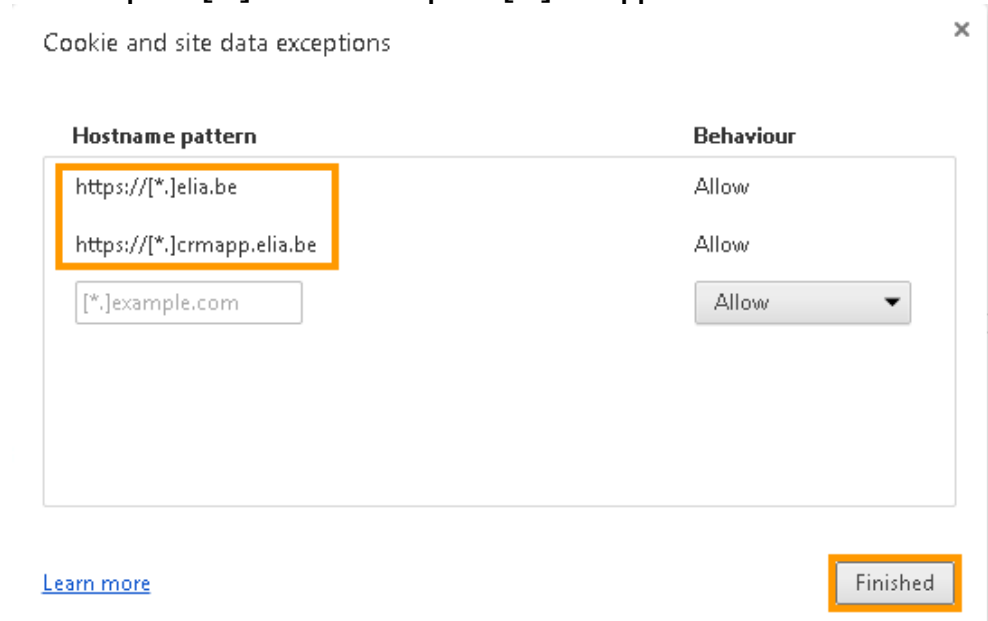 Cookie and site data exceptions
Hostname pattern Behaviour
https://[*.]elia.be Allow
https://[*.]crmapp.elia.be Allow
[*.]example.com Allow
Learn more Finished